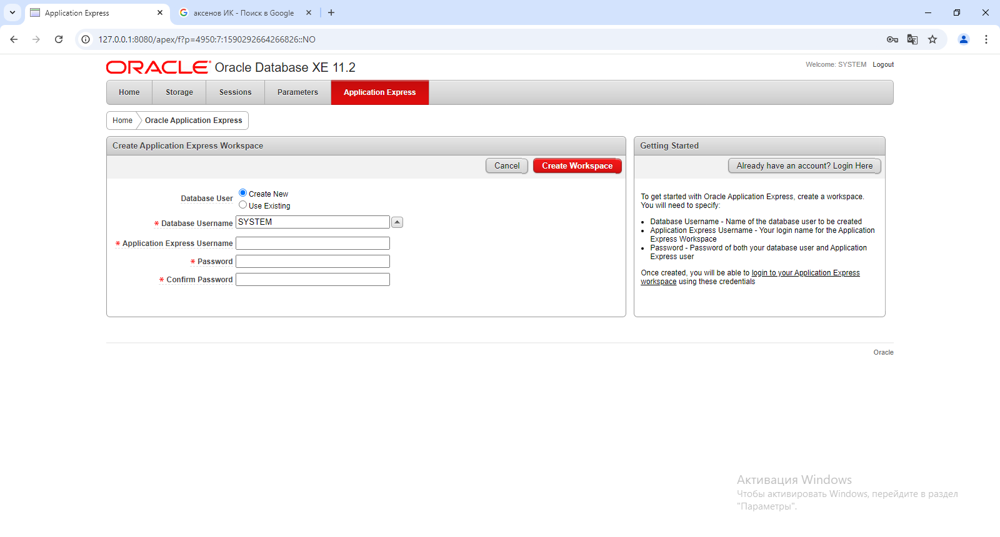 Application Express
аксенов ИК - Поиск в Google
127.0.0.1:8080/apex/f?p=4950:7:1590292664266826::NO
ORACLE Oracle Database XE 11.2
Welcome: SYSTEM Logout
Home Storage Sessions Parameters Application Express
Home Oracle Application Express
Create Application Express Workspace
Cancel Create Workspace
Database User
Create New
Use Existing
* Database Username SYSTEM
* Application Express Username
* Password
* Confirm Password
Getting Started
Already have an account? Login Here
To get started with Oracle Application Express, create a workspace.
You will need to specify:
• Database Username - Name of the database user to be created
• Application Express Username - Your login name for the Application
Express Workspace
• Password - Password of both your database user and Application
Express user
Once created, you will be able to login to your Application Express
workspace using these credentials
Oracle
Активация Windows
Чтобы активировать Windows, перейдите в раздел
"Параметры".